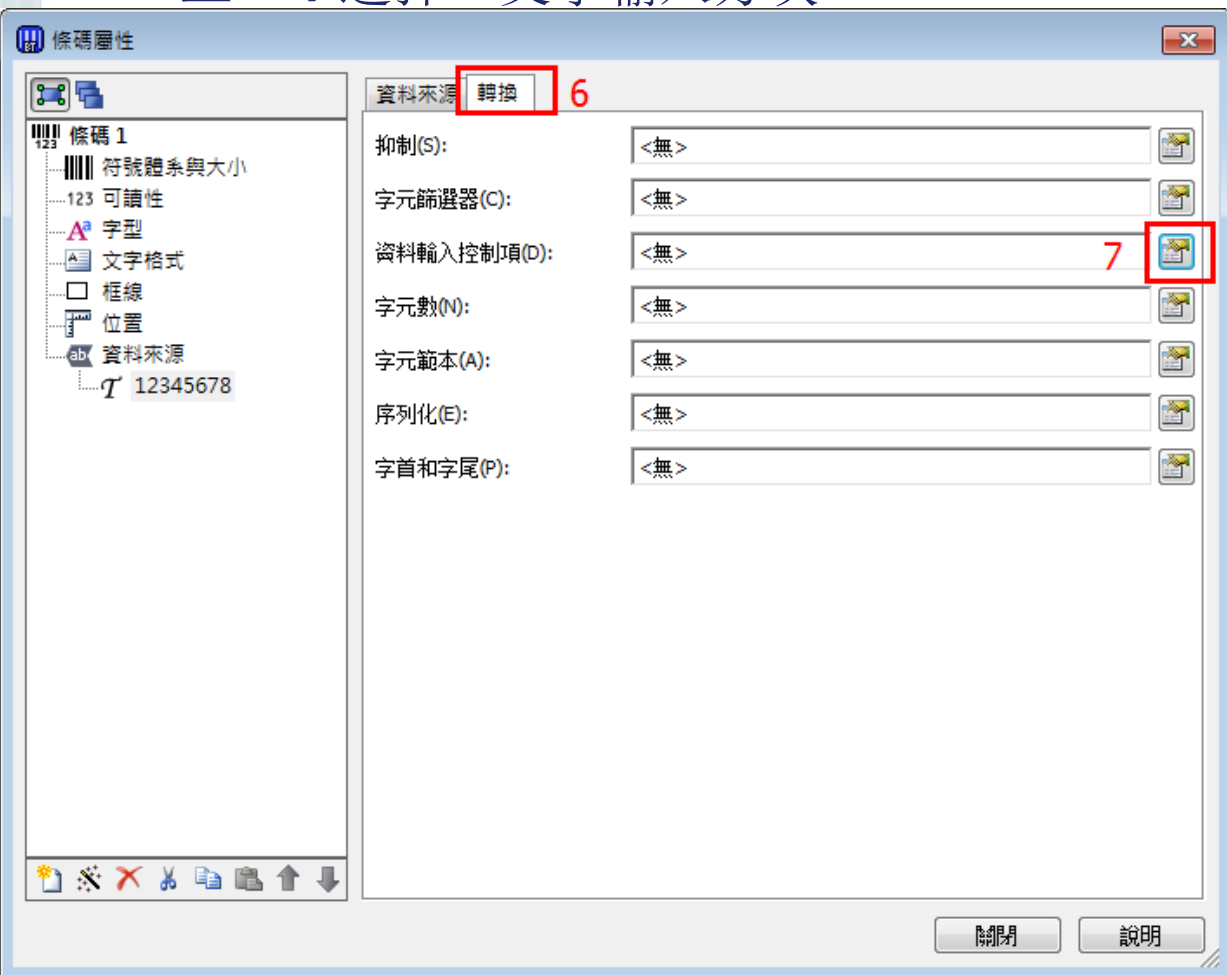 條碼屬性
資料來源 轉換 6
條碼 1
符號體系與大小
123 可讀性
字型
文字格式
框線
位置
資料來源
12345678
抑制(S): <無>
字元篩選器(C): <無>
資料輸入控制項(D): <無> 7
字元數(N): <無>
字元範本(A): <無>
序列化(E): <無>
字首和字尾(P): <無>
關閉 說明